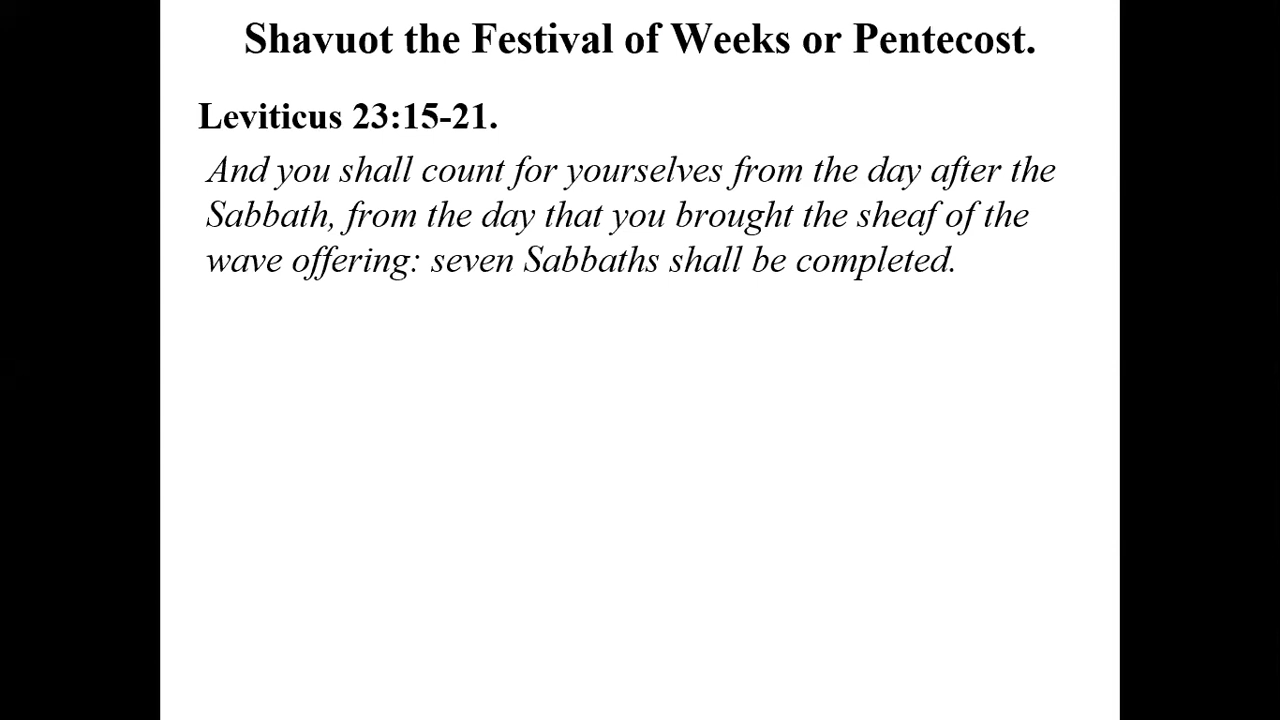 Shavuot the Festival of Weeks or Pentecost.
Leviticus 23:15-21.
And you shall count for yourselves from the day after the
Sabbath, from the day that you brought the sheaf of the
wave offering: seven Sabbaths shall be completed.